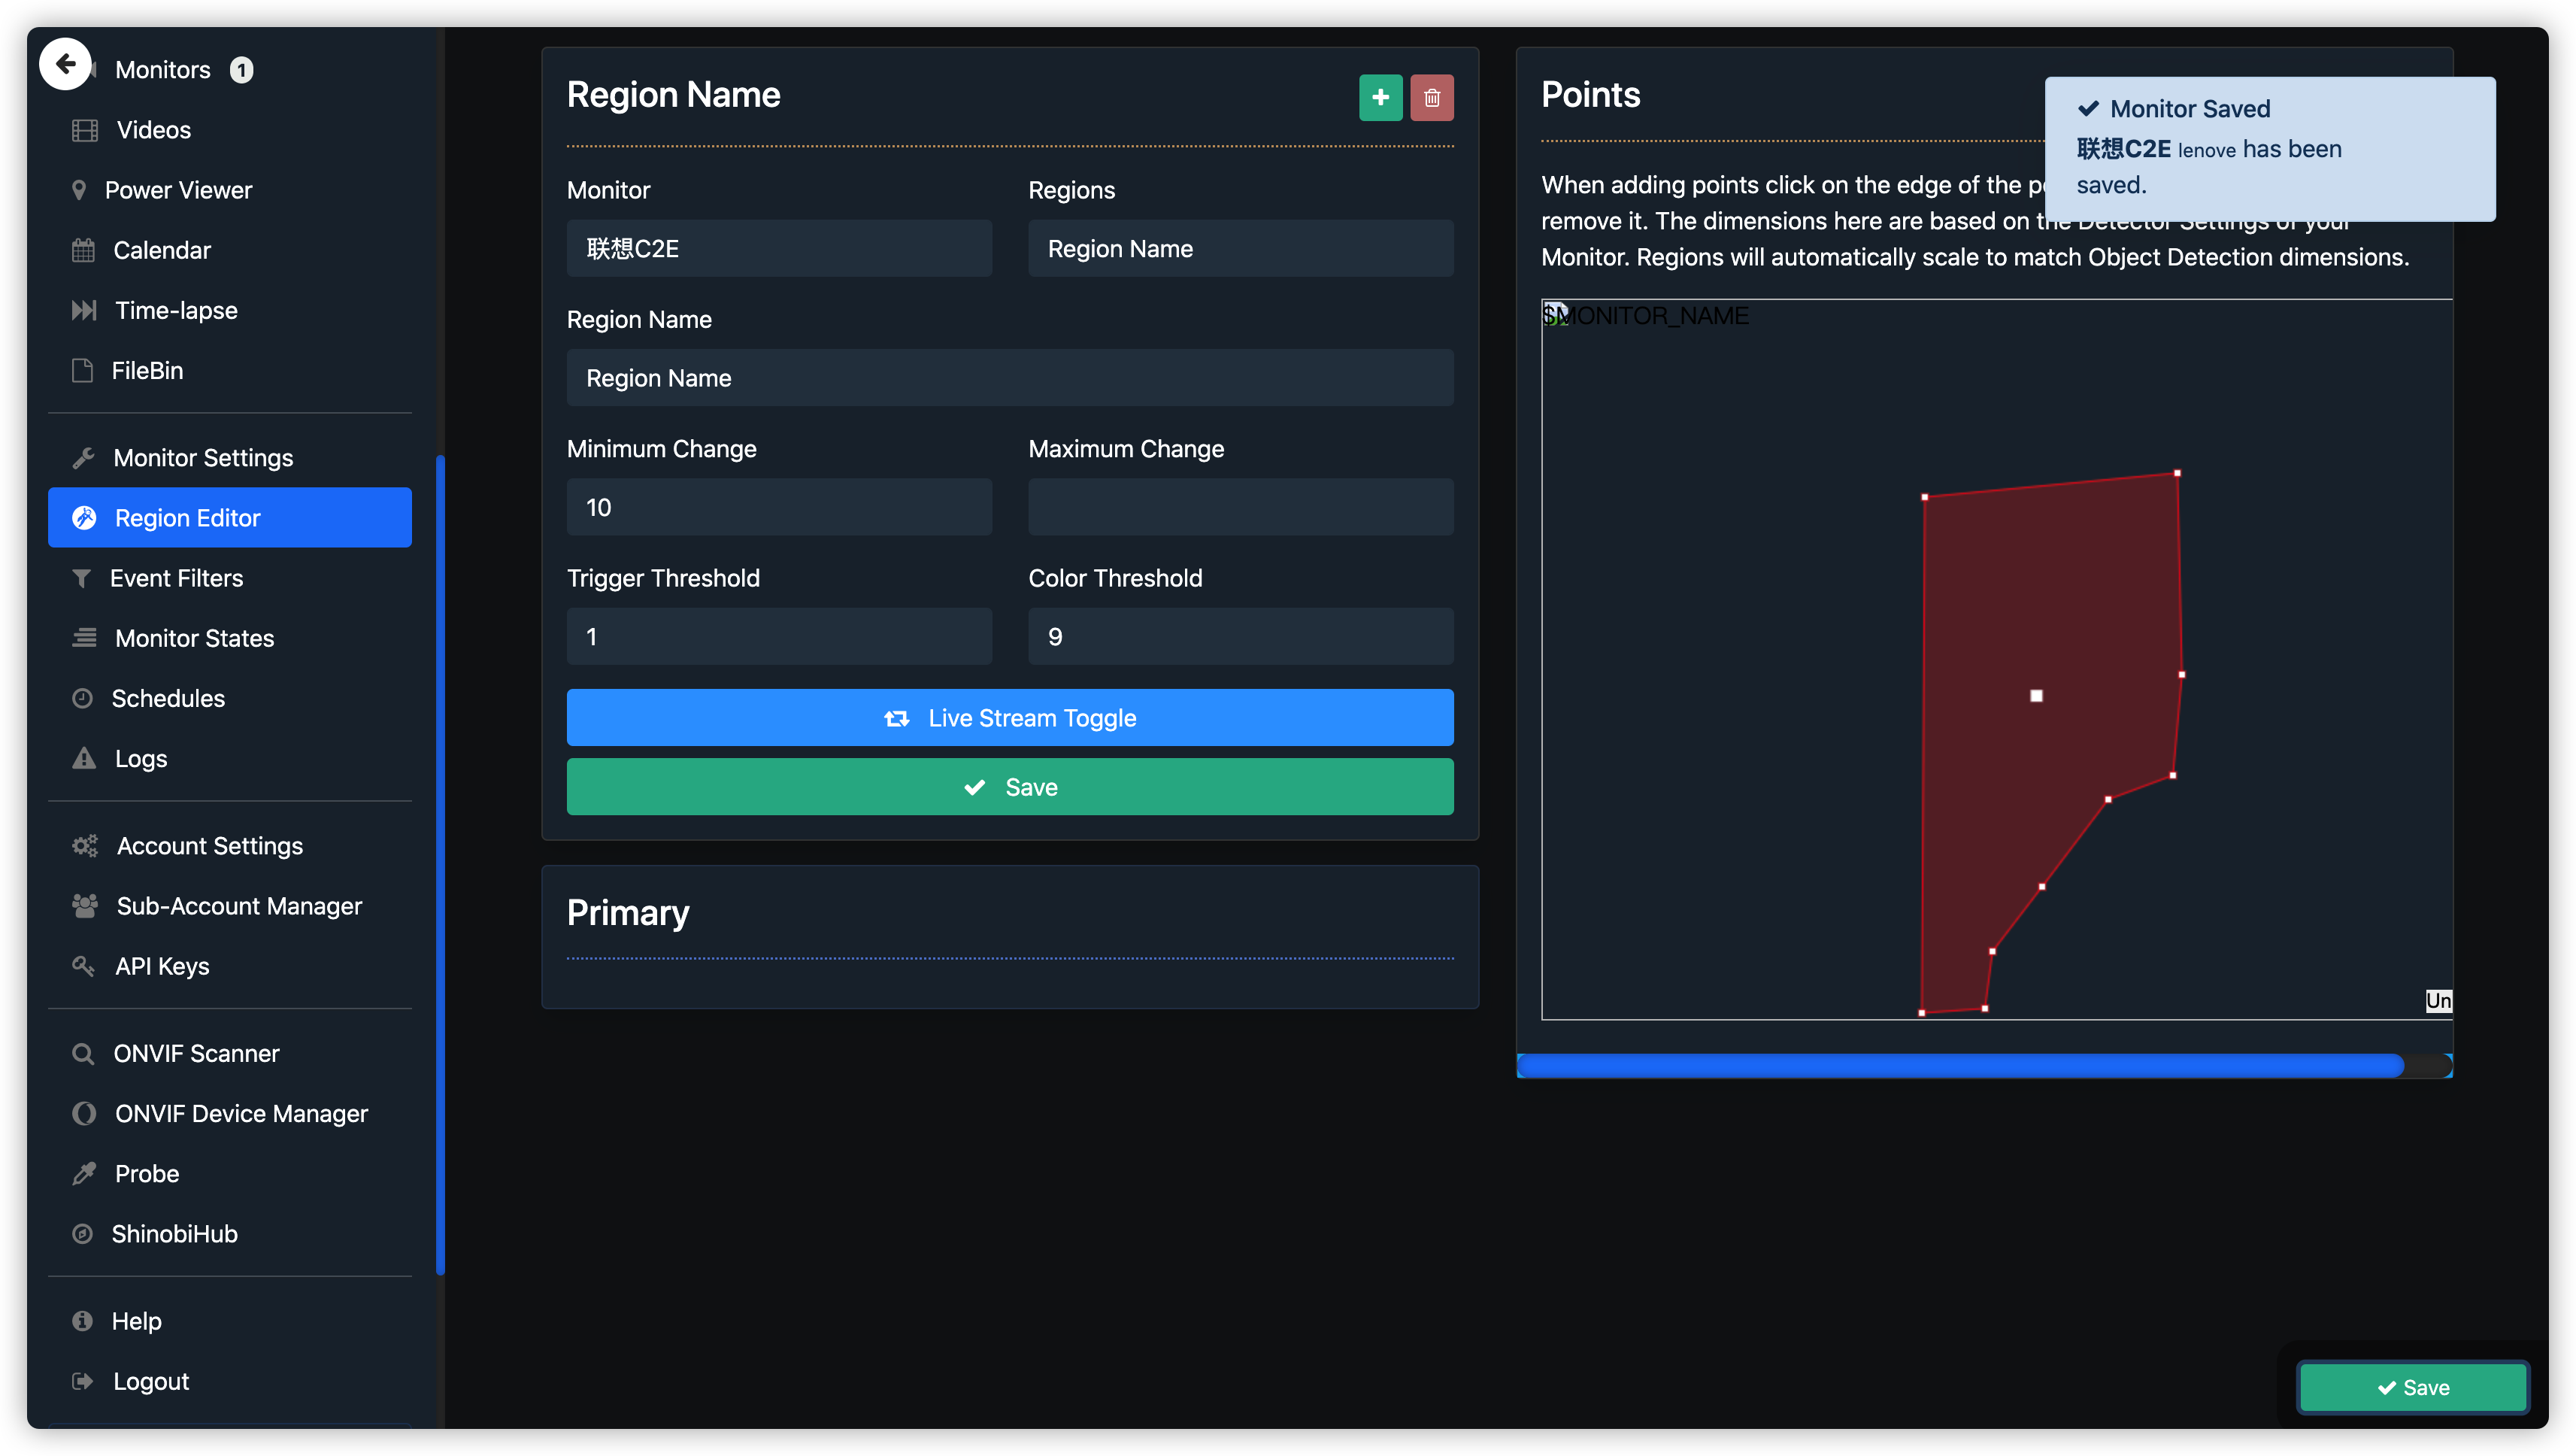 Monitors 1
Videos
Power Viewer
Calendar
Time-lapse
FileBin
Monitor Settings
Region Editor
Event Filters
Monitor States
Schedules
Logs
Account Settings
Sub-Account Manager
API Keys
ONVIF Scanner
ONVIF Device Manager
Probe
ShinobiHub
Help
Logout
Region Name
Monitor
Regions
联想C2E
Region Name
Region Name
Region Name
Minimum Change
Maximum Change
10
Trigger Threshold
Color Threshold
1
9
Live Stream Toggle
Save
Primary
Points
Monitor Saved
联想C2E lenove has been
saved.
When adding points click on the edge of the
remove it. The dimensions here are based on the Detector Settings of your
Monitor. Regions will automatically scale to match Object Detection dimensions.
$MONITOR_NAME
Un
Save